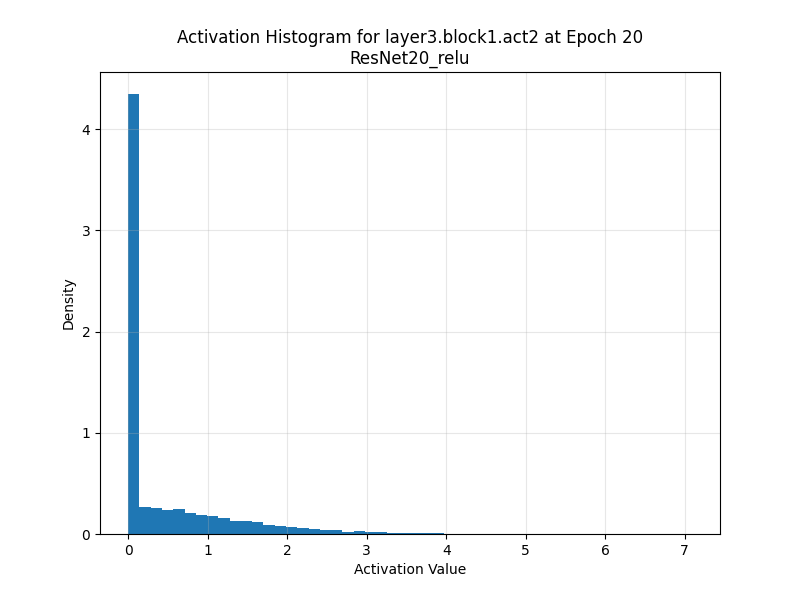 Activation Histogram for layer3.block1.act2 at Epoch 20
ResNet20_relu
4
3
2
1
0
Density
0 1 2 3 4 5 6 7
Activation Value